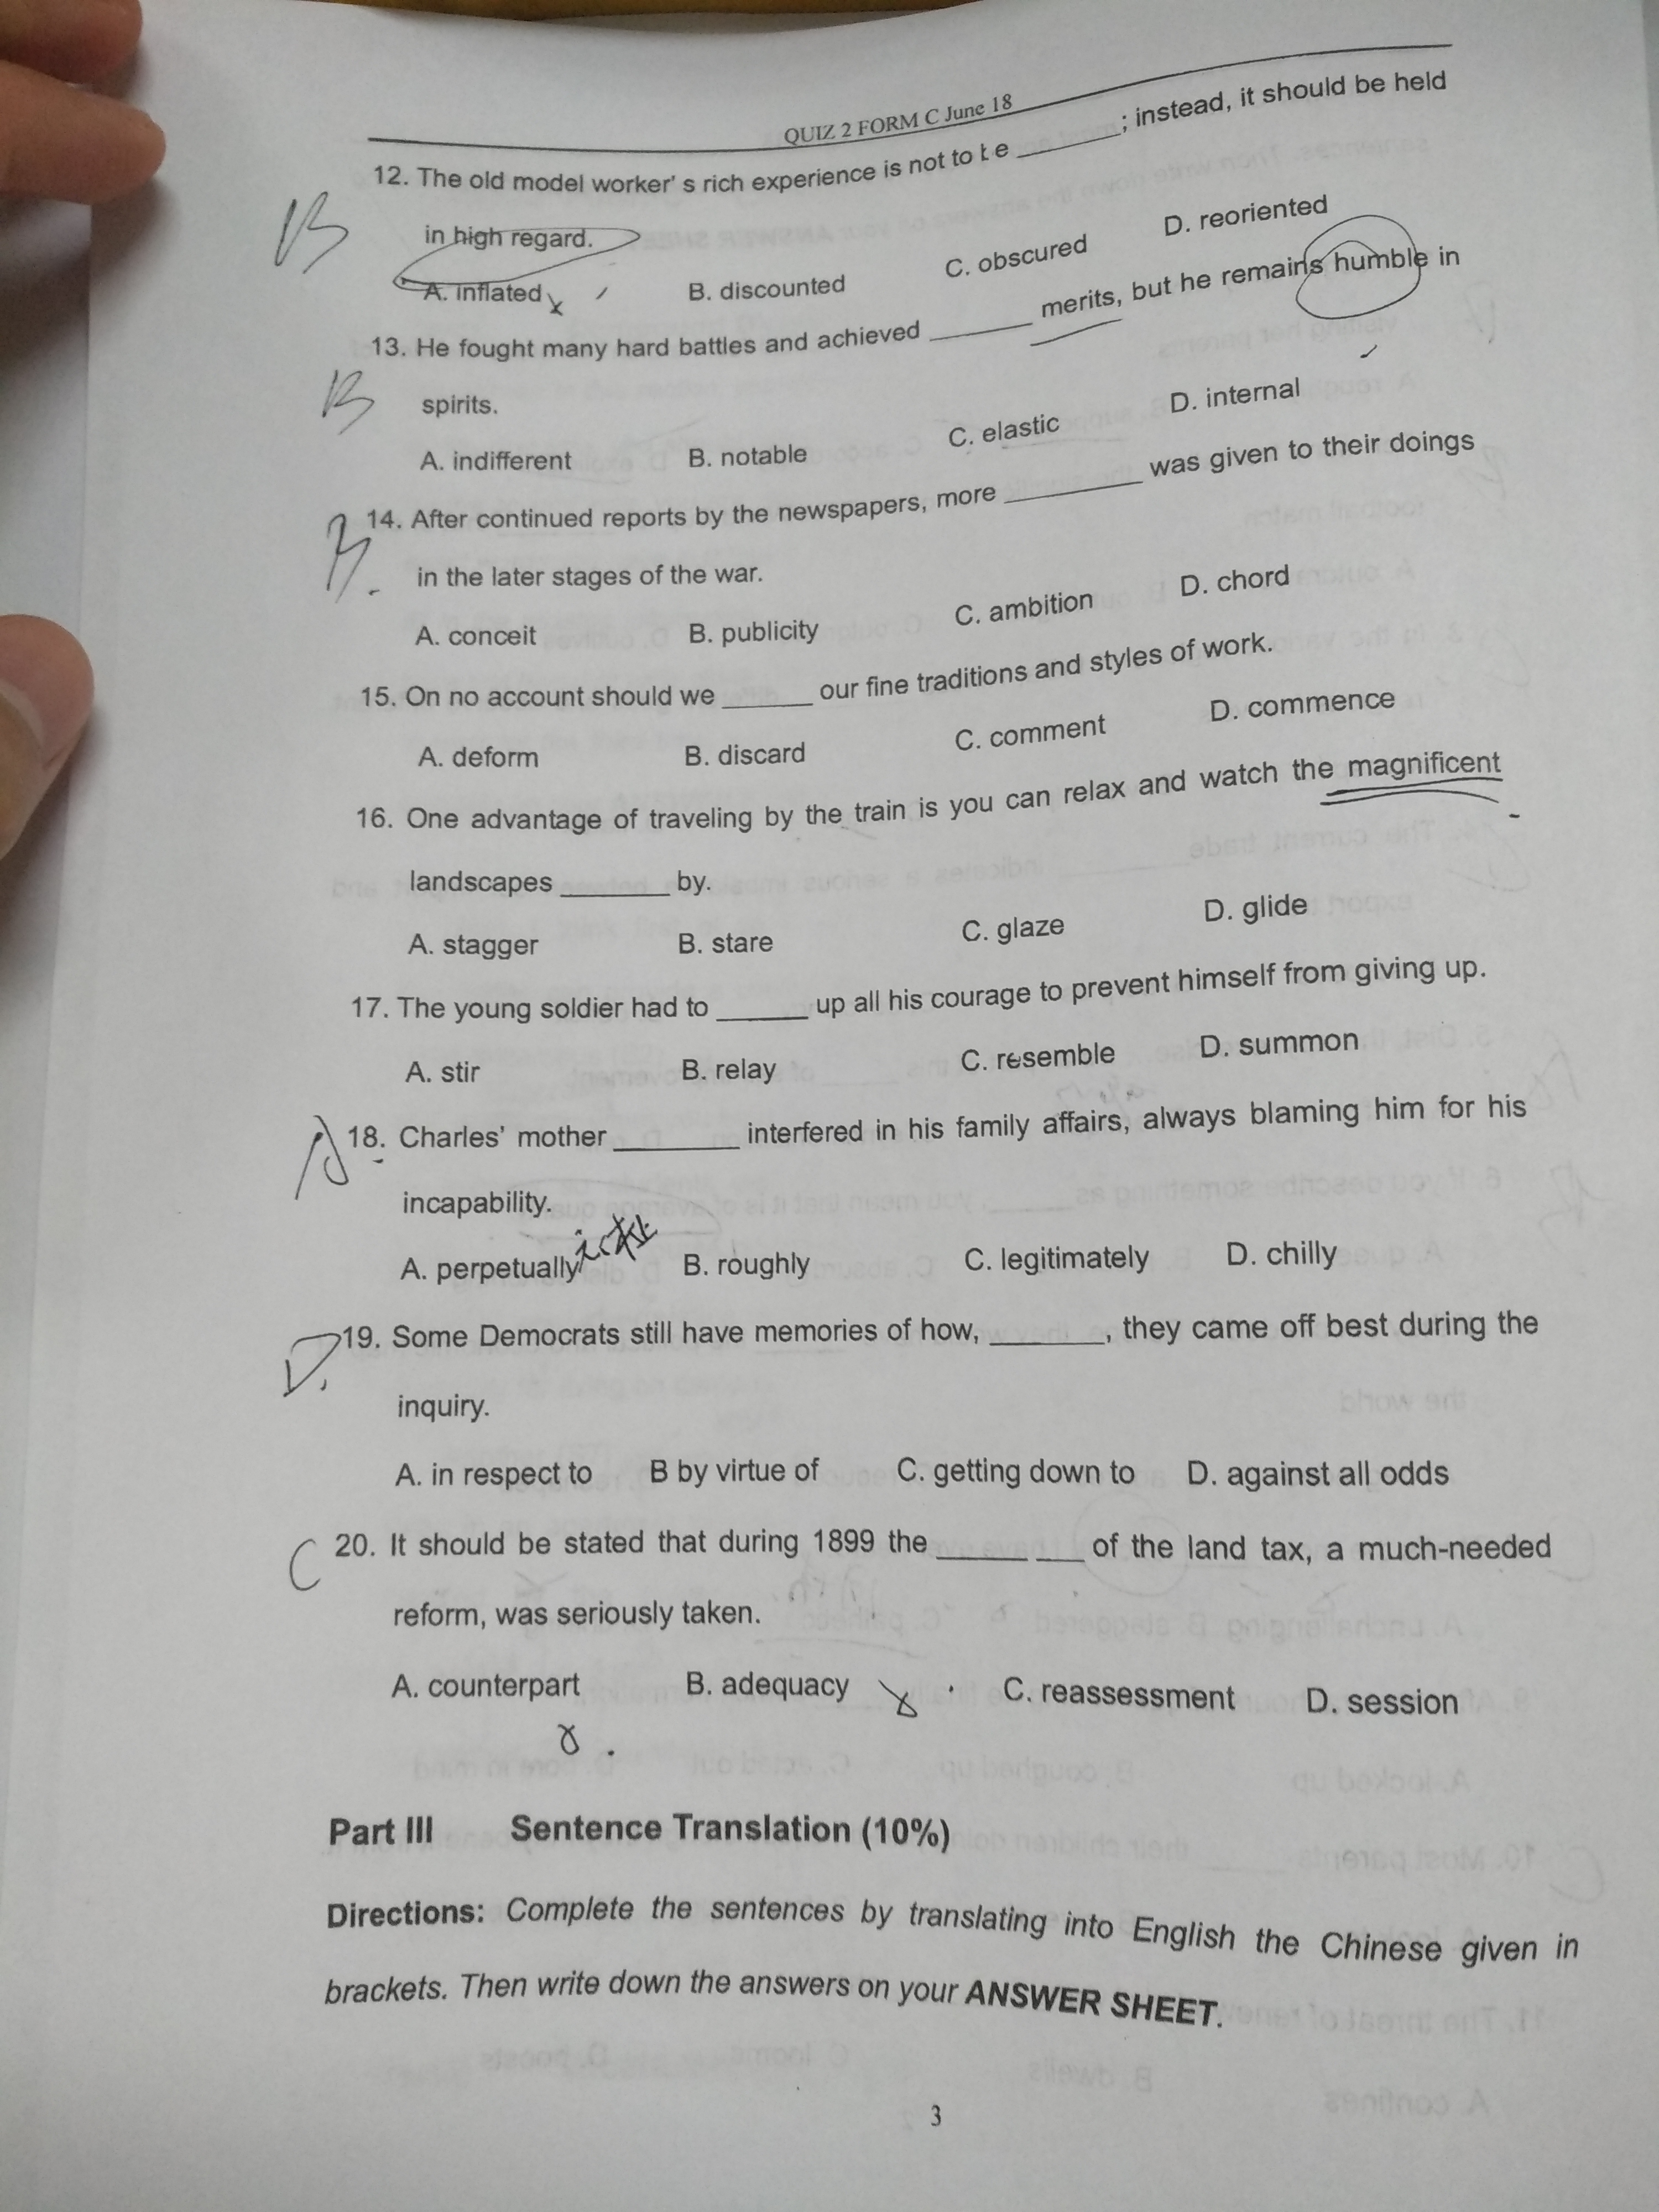 QUIZ 2 FORM C June 18
12. The old model worker' s rich experience is not to be ______; instead, it should be held
B
in high regard.
A. inflated B. discounted C. obscured D. reoriented
13. He fought many hard battles and achieved ______ merits, but he remains humble in
B
spirits.
A. indifferent B. notable C. elastic D. internal
14. After continued reports by the newspapers, more ______ was given to their doings
B.
in the later stages of the war.
A. conceit B. publicity C. ambition D. chord
15. On no account should we ______ our fine traditions and styles of work.
A. deform B. discard C. comment D. commence
16. One advantage of traveling by the train is you can relax and watch the magnificent
landscapes ______ by.
A. stagger B. stare C. glaze D. glide
17. The young soldier had to ______ up all his courage to prevent himself from giving up.
A. stir B. relay C. resemble D. summon
A 18. Charles' mother ______ interfered in his family affairs, always blaming him for his
incapability.
A. perpetually B. roughly C. legitimately D. chilly
D. 19. Some Democrats still have memories of how, ______, they came off best during the
inquiry.
A. in respect to B by virtue of C. getting down to D. against all odds
C 20. It should be stated that during 1899 the ______ ___ of the land tax, a much-needed
reform, was seriously taken.
A. counterpart B. adequacy C. reassessment D. session
Part III Sentence Translation (10%)
Directions: Complete the sentences by translating into English the Chinese given in
brackets. Then write down the answers on your ANSWER SHEET.
3